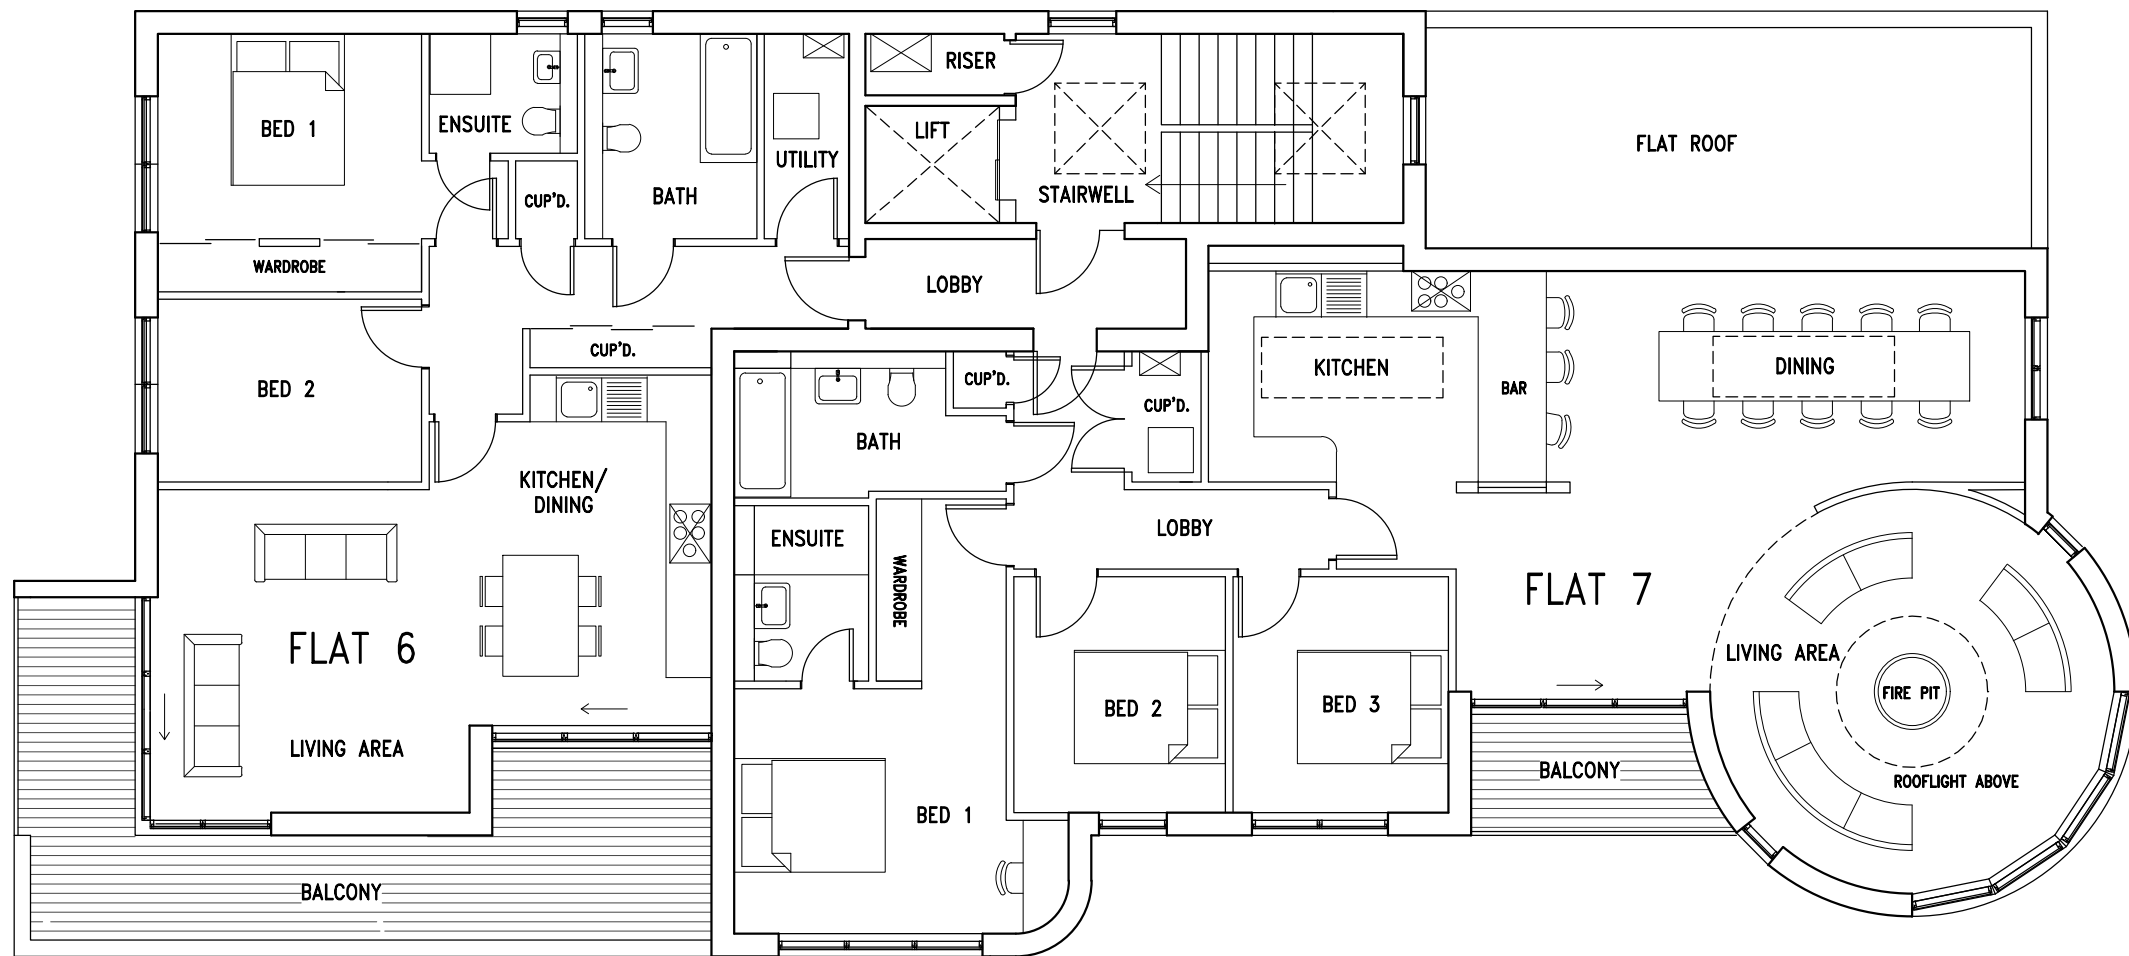 BED 1
ENSUITE
CUP'D.
BATH
UTILITY
RISER
LIFT
STAIRWELL
FLAT ROOF
WARDROBE
LOBBY
BED 2
CUP'D.
KITCHEN/
DINING
FLAT 6
LIVING AREA
BALCONY
CUP'D.
BATH
CUP'D.
KITCHEN
BAR
DINING
ENSUITE
WARDROBE
LOBBY
FLAT 7
LIVING AREA
FIRE PIT
ROOFLIGHT ABOVE
BED 2
BED 3
BALCONY
BED 1